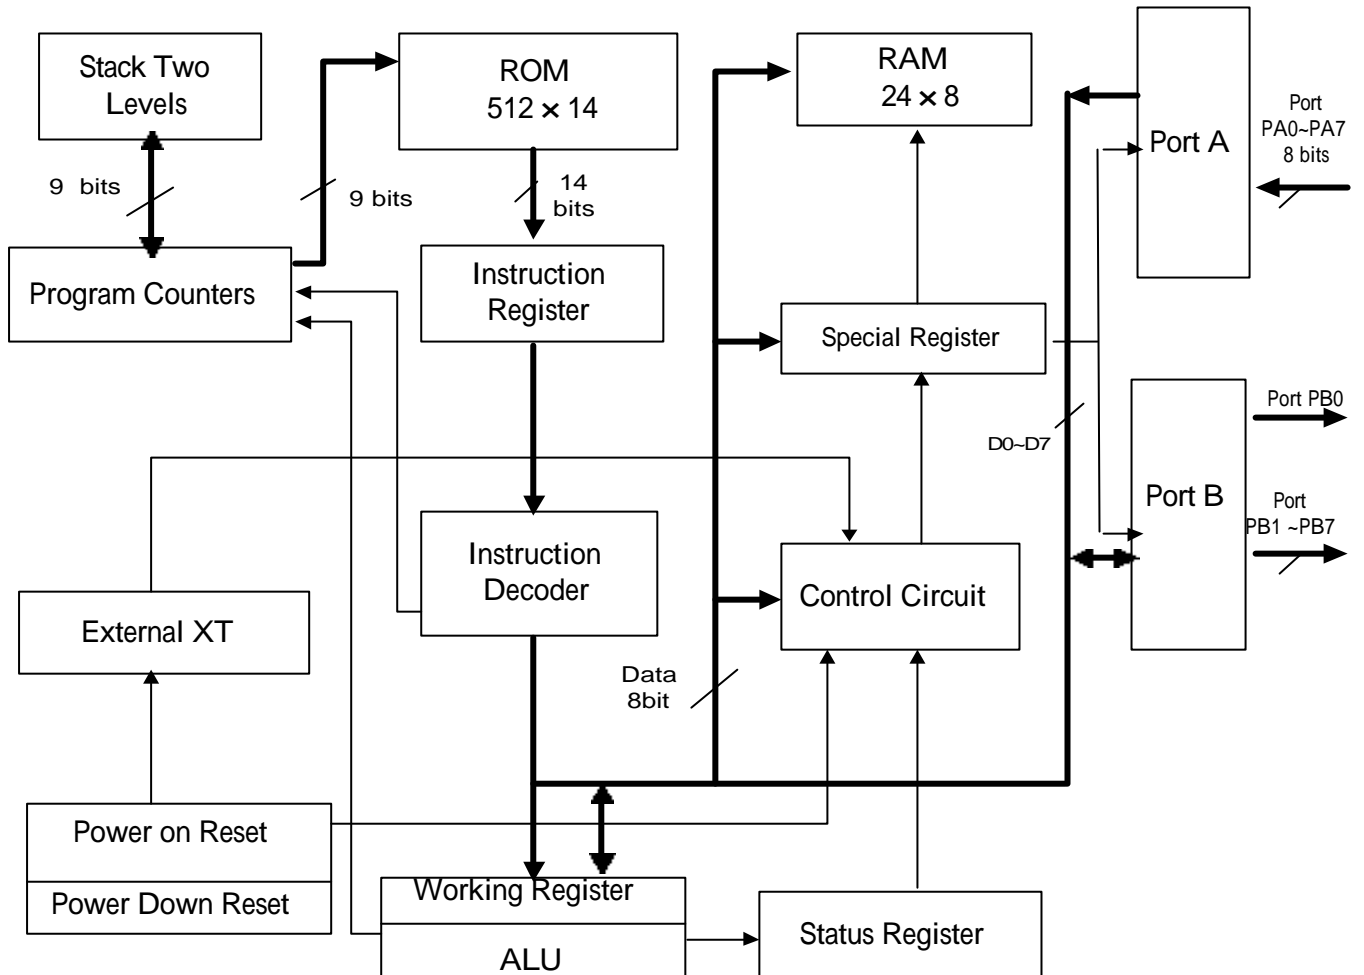 Stack Two
Levels
ROM
512 × 14
RAM
24 × 8
Port A
Port
PA0~PA7
8 bits
9 bits
9 bits
14
bits
Program Counters
Instruction
Register
Special Register
D0~D7
Port B
Port PB0
Port
PB1 ~PB7
Instruction
Decoder
Control Circuit
External XT
Data
8bit
Power on Reset
Power Down Reset
Working Register
ALU
Status Register